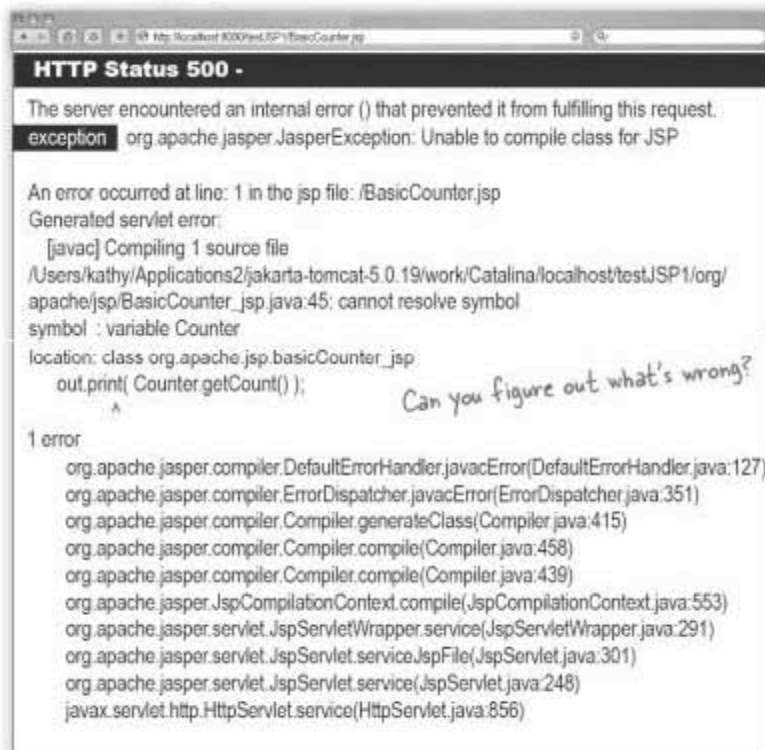 http://localhost:8080/testJSP1/BasicCounter.jsp
HTTP Status 500 -
The server encountered an internal error () that prevented it from fulfilling this request.
exception org.apache.jasper.JasperException: Unable to compile class for JSP
An error occurred at line: 1 in the jsp file: /BasicCounter.jsp
Generated servlet error:
[javac] Compiling 1 source file
/Users/kathy/Applications2/jakarta-tomcat-5.0.19/work/Catalina/localhost/testJSP1/org/
apache/jsp/BasicCounter_jsp.java:45: cannot resolve symbol
symbol : variable Counter
location: class org.apache.jsp.basicCounter_jsp
out.print( Counter.getCount() );
^
Can you figure out what's wrong?
1 error
org.apache.jasper.compiler.DefaultErrorHandler.javacError(DefaultErrorHandler.java:127)
org.apache.jasper.compiler.ErrorDispatcher.javacError(ErrorDispatcher.java:351)
org.apache.jasper.compiler.Compiler.generateClass(Compiler.java:415)
org.apache.jasper.compiler.Compiler.compile(Compiler.java:458)
org.apache.jasper.compiler.Compiler.compile(Compiler.java:439)
org.apache.jasper.JspCompilationContext.compile(JspCompilationContext.java:553)
org.apache.jasper.servlet.JspServletWrapper.service(JspServletWrapper.java:291)
org.apache.jasper.servlet.JspServlet.serviceJspFile(JspServlet.java:301)
org.apache.jasper.servlet.JspServlet.service(JspServlet.java:248)
javax.servlet.http.HttpServlet.service(HttpServlet.java:856)